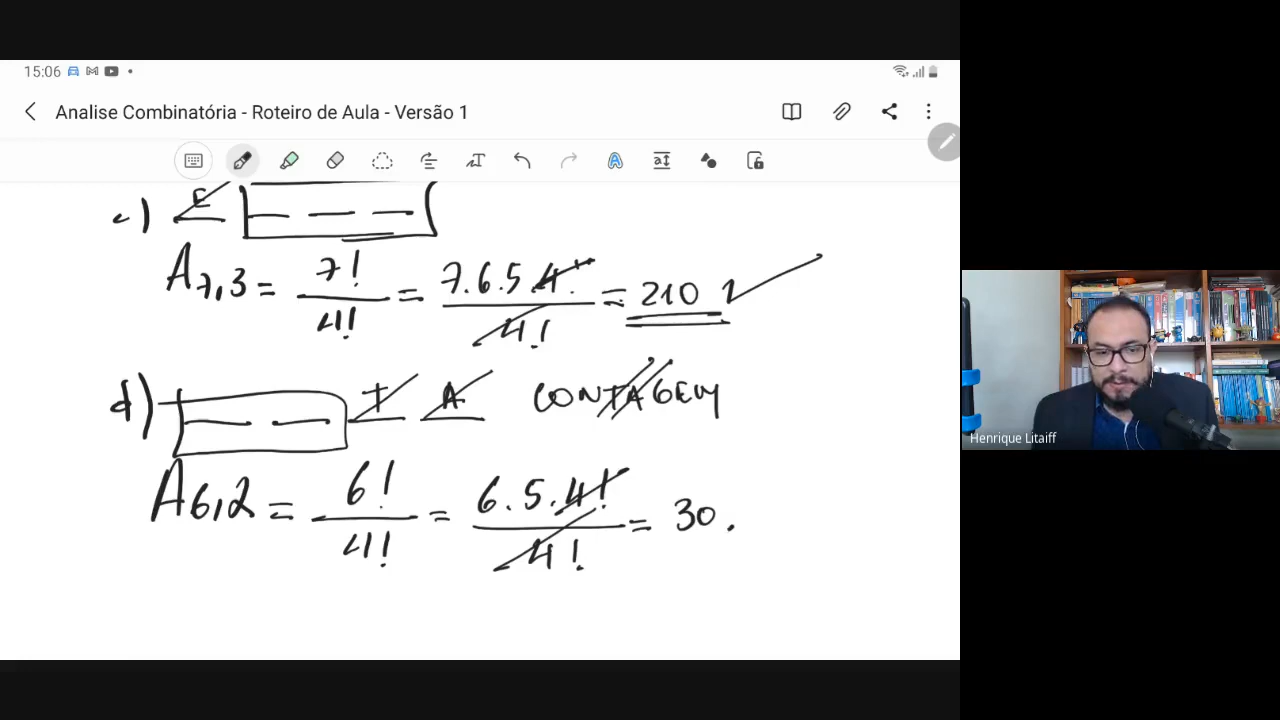 15:06
Analise Combinatória - Roteiro de Aula - Versão 1
c) E
A7,3 = 7! / 4! = 7.6.5 4! / 4! = 210
d) T A CONTAGEM
A6,2 = 6! / 4! = 6.5.4! / 4! = 30.
Henrique Litaiff